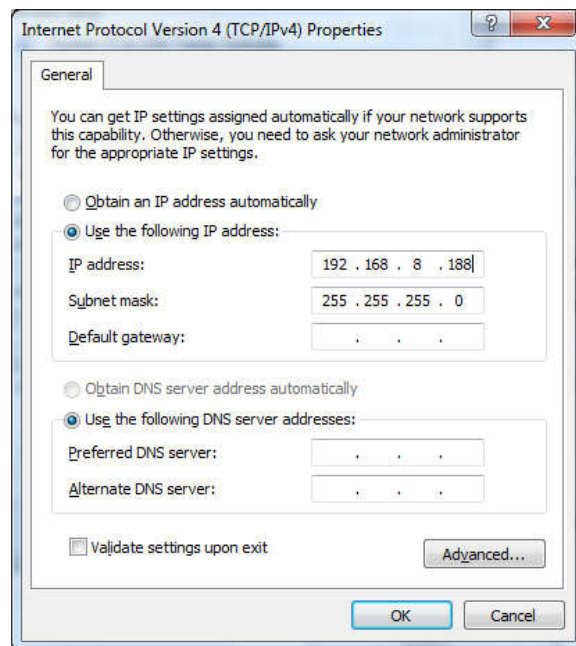 Internet Protocol Version 4 (TCP/IPv4) Properties
?
X
General
You can get IP settings assigned automatically if your network supports
this capability. Otherwise, you need to ask your network administrator
for the appropriate IP settings.
Obtain an IP address automatically
Use the following IP address:
IP address: 192 . 168 . 8 . 188
Subnet mask: 255 . 255 . 255 . 0
Default gateway: . . .
Obtain DNS server address automatically
Use the following DNS server addresses:
Preferred DNS server: . . .
Alternate DNS server: . . .
Validate settings upon exit
Advanced...
OK Cancel